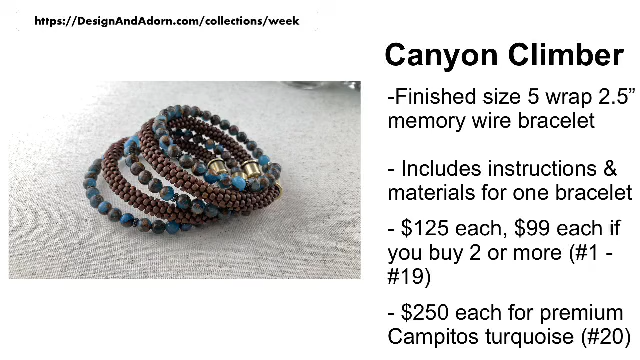 https://DesignAndAdorn.com/collections/week
Canyon Climber
-Finished size 5 wrap 2.5”
memory wire bracelet
- Includes instructions &
materials for one bracelet
- $125 each, $99 each if
you buy 2 or more (#1 -
#19)
- $250 each for premium
Campitos turquoise (#20)